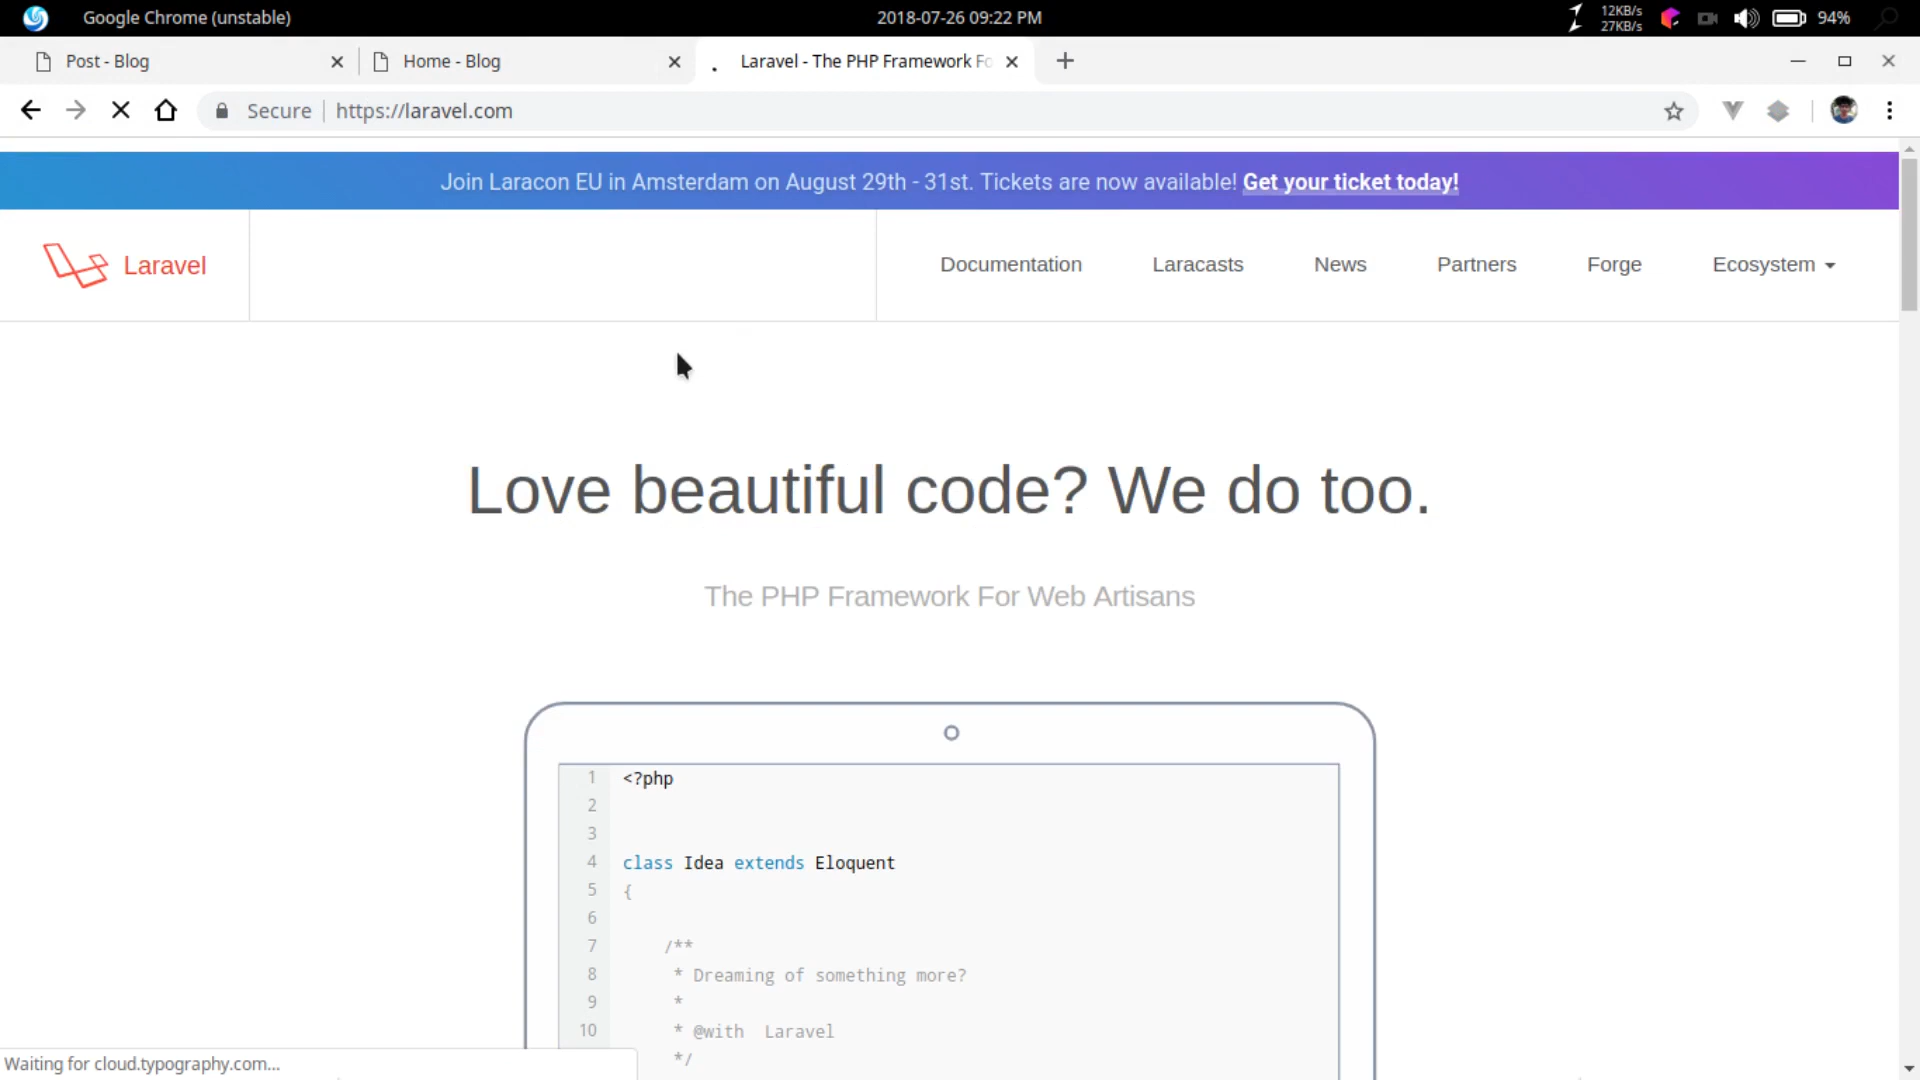 Google Chrome (unstable)
2018-07-26 09:22 PM
12KB/s
27KB/s
94%
Post - Blog
Home - Blog
Laravel - The PHP Framework Fo
Secure
https://laravel.com
Join Laracon EU in Amsterdam on August 29th - 31st. Tickets are now available! Get your ticket today!
Laravel
Documentation
Laracasts
News
Partners
Forge
Ecosystem
Love beautiful code? We do too.
The PHP Framework For Web Artisans
1 <?php
2
3
4 class Idea extends Eloquent
5 {
6
7 /**
8 * Dreaming of something more?
9 *
10 * @with Laravel
*/
Waiting for cloud.typography.com...